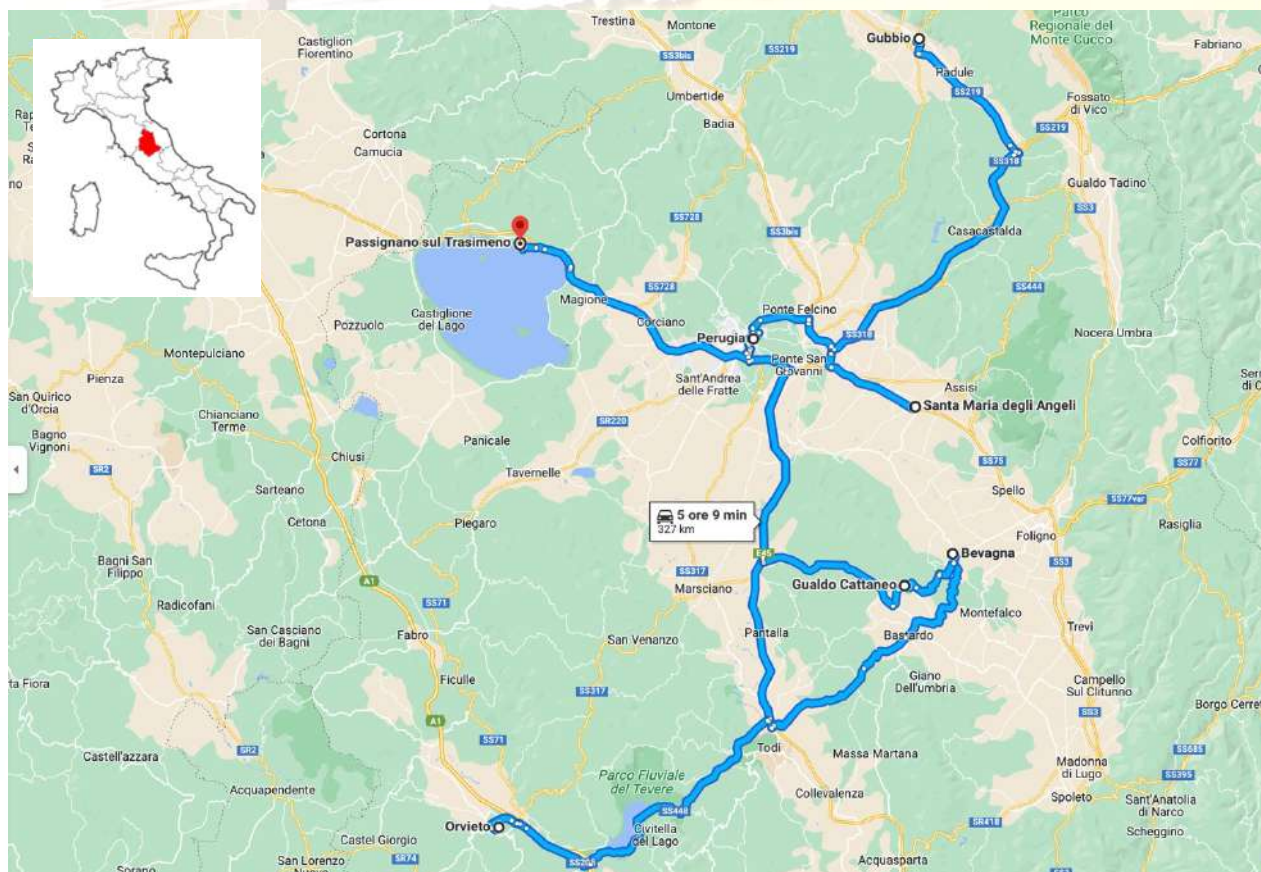 Trestina
Montone
Gubbio
Parco
Regionale del
Monte Cucco
Castiglion
Fiorentino
SS3bis
SS219
Fabriano
Radule
SS219
Umbertide
Fossato
di Vico
Badia
Cortona
Camucia
SS219
SS318
Gualdo Tadino
SS3
SS728
SS3bis
Passignano sul Trasimeno
Casacastalda
SS444
Magione
SS728
Ponte Felcino
Castiglione
del Lago
Corciano
Pozzuolo
SS318
Nocera Umbra
Perugia
Montepulciano
Ponte San
Giovanni
Pienza
Sant'Andrea
delle Fratte
Assisi
San Quirico
d'Orcia
Chianciano
Terme
Santa Maria degli Angeli
SR220
Bagno
Vignoni
Panicale
Colfiorito
Chiusi
SS75
SS77
SR2
Tavernelle
Sarteano
Spello
SS77var
Cetona
Piegaro
5 ore 9 min
327 km
Foligno
Rasiglia
E45
Bevagna
SS3
Bagni San
Filippo
A1
SS317
Gualdo Cattaneo
Marsciano
SS71
Radicofani
Montefalco
San Casciano
dei Bagni
Fabro
San Venanzo
Pantalla
Bastardo
Trevi
Ficulle
Giano
Dell'umbria
Campello
Sul Clitunno
SS317
SR2
A1
SS3
SS71
Todi
Massa Martana
SS685
Castell'azzara
Parco Fluviale
del Tevere
Madonna
di Lugo
SS395
Acquapendente
Collevalenza
Spoleto
Sant'Anatolia
di Narco
SS448
Orvieto
Civitella
del Lago
SR418
Scheggino
Castel Giorgio
SR74
San Lorenzo
Acquasparta